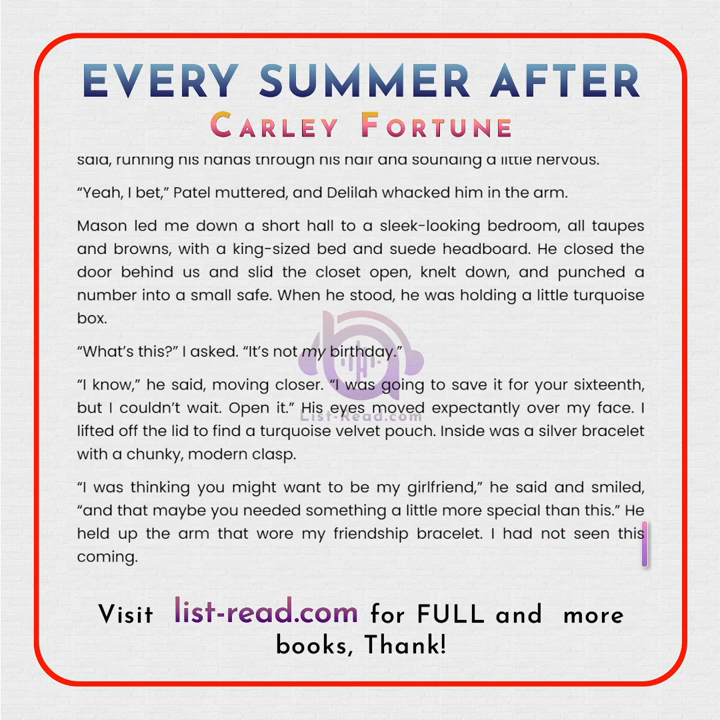 EVERY SUMMER AFTER
CARLEY FORTUNE
said, running his hands through his hair and sounding a little nervous.
“Yeah, I bet,” Patel muttered, and Delilah whacked him in the arm.
Mason led me down a short hall to a sleek-looking bedroom, all taupes
and browns, with a king-sized bed and suede headboard. He closed the
door behind us and slid the closet open, knelt down, and punched a
number into a small safe. When he stood, he was holding a little turquoise
box.
“What’s this?” I asked. “It’s not my birthday.”
“I know,” he said, moving closer. “I was going to save it for your sixteenth,
but I couldn’t wait. Open it.” His eyes moved expectantly over my face. I
List-Read.com
lifted off the lid to find a turquoise velvet pouch. Inside was a silver bracelet
with a chunky, modern clasp.
“I was thinking you might want to be my girlfriend,” he said and smiled,
“and that maybe you needed something a little more special than this.” He
held up the arm that wore my friendship bracelet. I had not seen this
coming.
Visit list-read.com for FULL and more
books, Thank!